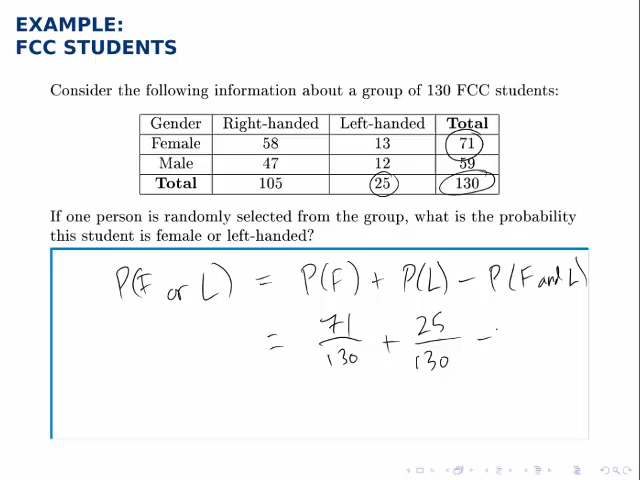 EXAMPLE:
FCC STUDENTS
Consider the following information about a group of 130 FCC students:
Gender Right-handed Left-handed Total
Female 58 13 71
Male 47 12 59
Total 105 25 130
If one person is randomly selected from the group, what is the probability
this student is female or left-handed?
P(F or L) = P(F) + P(L) − P(F and L)
= 71/130 + 25/130 −